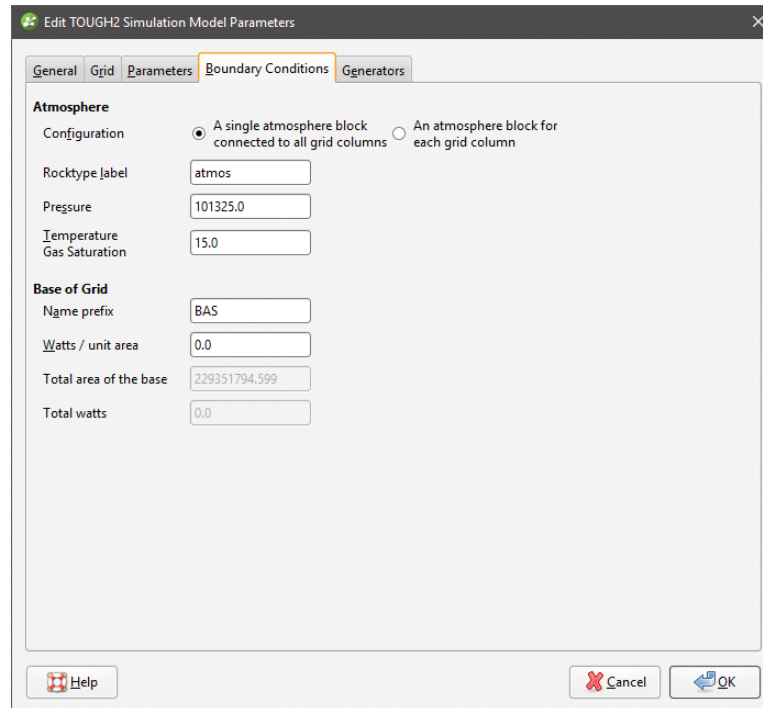 Edit TOUGH2 Simulation Model Parameters
General Grid Parameters Boundary Conditions Generators
Atmosphere
Configuration
A single atmosphere block
connected to all grid columns
An atmosphere block for
each grid column
Rocktype label atmos
Pressure 101325.0
Temperature
Gas Saturation
15.0
Base of Grid
Name prefix BAS
Watts / unit area 0.0
Total area of the base 229351794.599
Total watts 0.0
Help Cancel OK